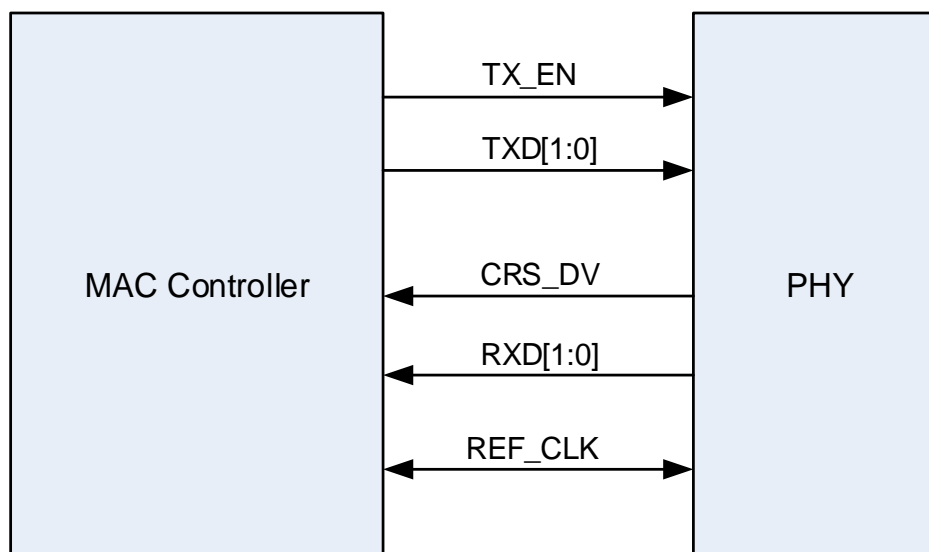 TX_EN
TXD[1:0]
MAC Controller
CRS_DV
PHY
RXD[1:0]
REF_CLK